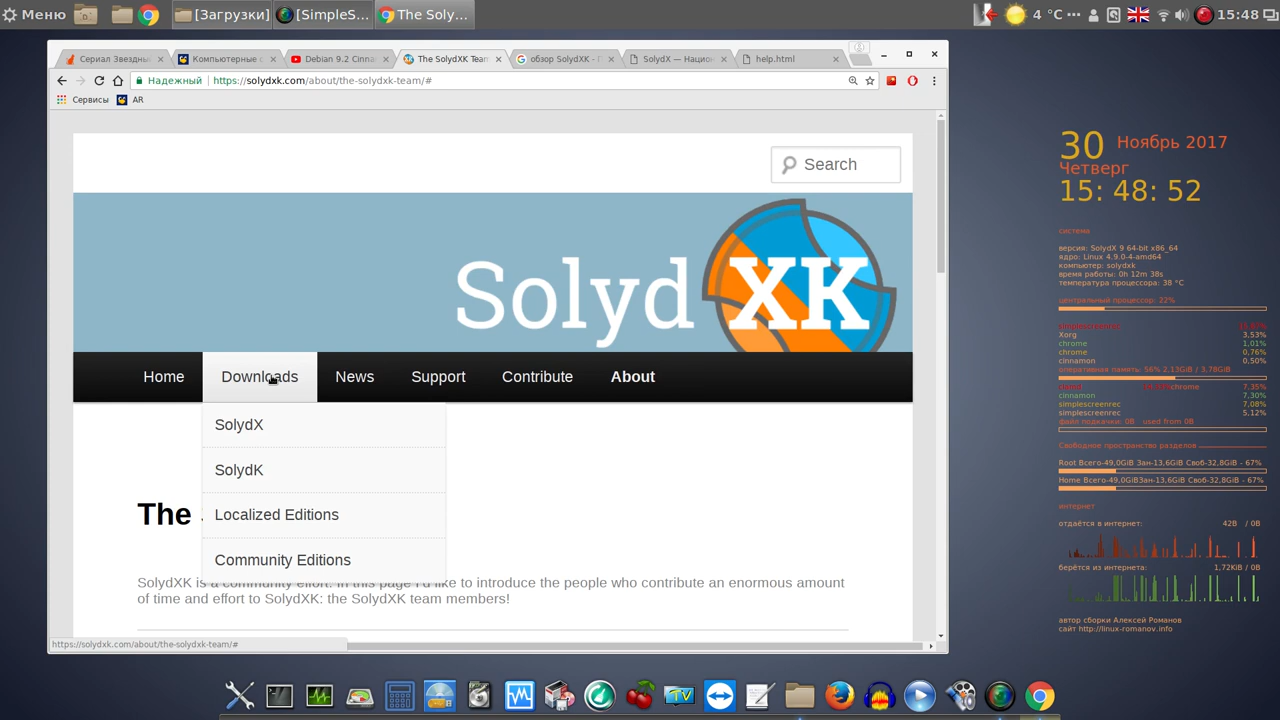 Меню
[Загрузки]
[SimpleS...
The Soly...
4 °C
15:48
Сериал Звездны
Компьютерные
Debian 9.2 Cinna
The SolydXK Team
обзор SolydXK - П
SolydX — Национ
help.html
Надежный
https://solydxk.com/about/the-solydxk-team/#
Сервисы
AR
Search
Solyd XK
Home
Downloads
News
Support
Contribute
About
SolydX
SolydK
Localized Editions
Community Editions
The
SolydXK is a community effort. In this page I'd like to introduce the people who contribute an enormous amount
of time and effort to SolydXK: the SolydXK team members!
https://solydxk.com/about/the-solydxk-team/#
30 Ноябрь 2017
Четверг
15: 48: 52
система
версия: SolydX 9 64-bit x86_64
ядро: Linux 4.9.0-4-amd64
компьютер: solydxk
время работы: 0h 12m 38s
температура процессора: 38 °C
центральный процессор: 22%
simplescreenrec
Xorg 3,53%
chrome 1,01%
chrome 0,76%
cinnamon 0,50%
оперативная память: 56% 2,13GiB / 3,78GiB
chrome 7,35%
cinnamon 7,30%
simplescreenrec 7,08%
simplescreenrec 5,12%
файл подкачки: 0B used from 0B
Свободное пространство разделов
Root Всего-49,0GiB Зан-13,6GiB Своб-32,8GiB - 67%
Home Всего-49,0GiBЗан-13,6GiB Своб-32,8GiB - 67%
интернет
отдаётся в интернет: 42B / 0B
берётся из интернета: 1,72KiB / 0B
автор сборки Алексей Романов
сайт http://linux-romanov.info